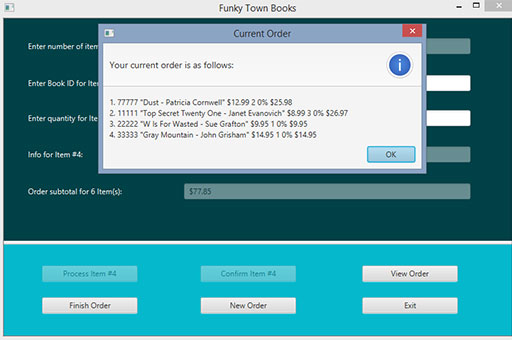 Funky Town Books
Current Order
Your current order is as follows:
1. 77777 "Dust - Patricia Cornwell" $12.99 2 0% $25.98
2. 11111 "Top Secret Twenty One - Janet Evanovich" $8.99 3 0% $26.97
3. 22222 "W Is For Wasted - Sue Grafton" $9.95 1 0% $9.95
4. 33333 "Gray Mountain - John Grisham" $14.95 1 0% $14.95
OK
Enter number of item
Enter Book ID for Item
Enter quantity for It
Info for Item #4:
Order subtotal for 6 Item(s): $77.85
Process Item #4 Confirm Item #4 View Order
Finish Order New Order Exit